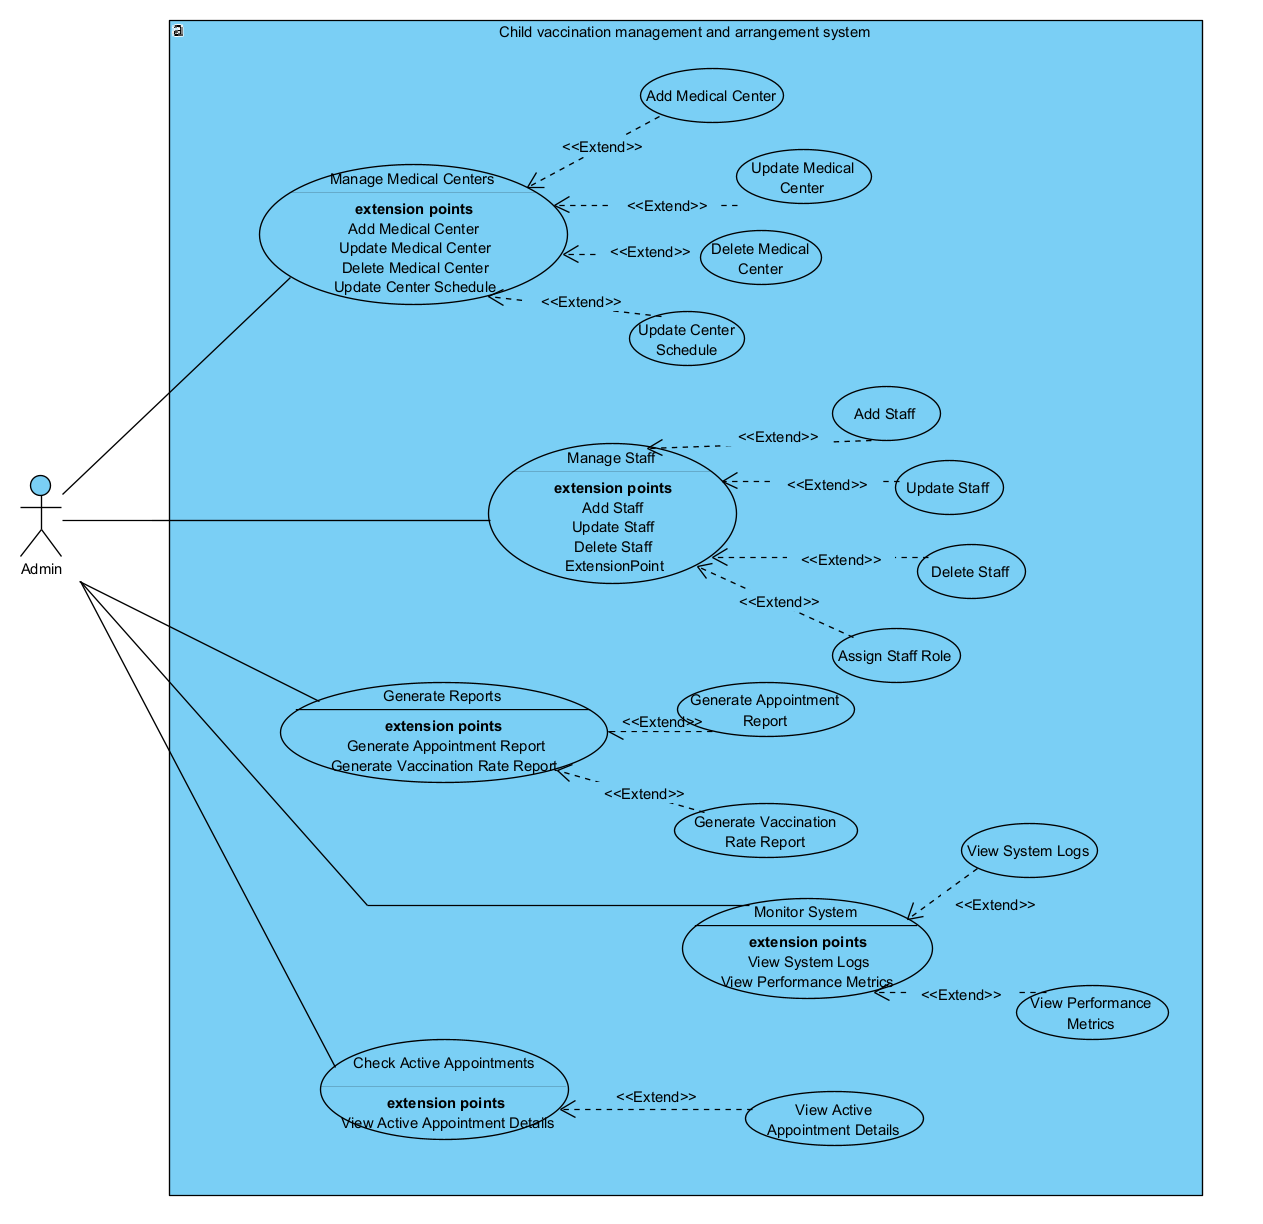 a
Child vaccination management and arrangement system
Add Medical Center
<<Extend>>
Update Medical
Center
Manage Medical Centers
extension points
Add Medical Center
Update Medical Center
Delete Medical Center
Update Center Schedule
<<Extend>>
<<Extend>>
Delete Medical
Center
<<Extend>>
Update Center
Schedule
Add Staff
<<Extend>>
Manage Staff
extension points
Add Staff
Update Staff
Delete Staff
ExtensionPoint
<<Extend>>
Update Staff
<<Extend>>
Delete Staff
<<Extend>>
Assign Staff Role
Admin
Generate Reports
extension points
Generate Appointment Report
Generate Vaccination Rate Report
<<Extend>>
Generate Appointment
Report
<<Extend>>
Generate Vaccination
Rate Report
View System Logs
<<Extend>>
Monitor System
extension points
View System Logs
View Performance Metrics
<<Extend>>
View Performance
Metrics
Check Active Appointments
extension points
View Active Appointment Details
<<Extend>>
View Active
Appointment Details